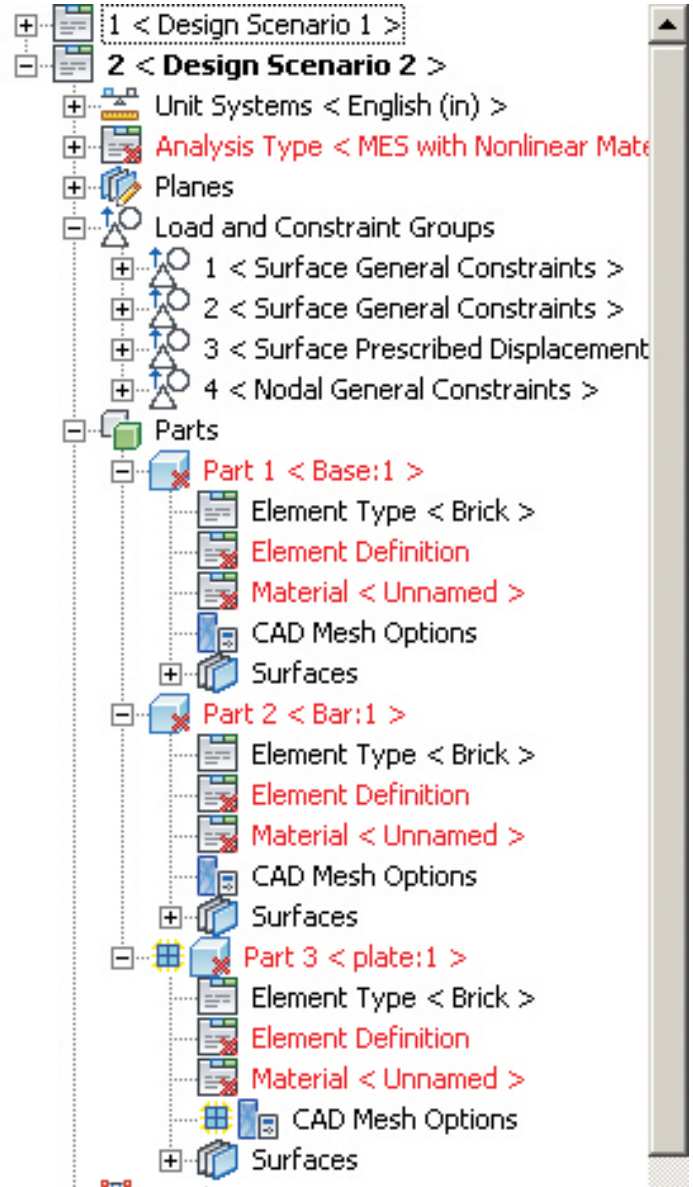 1 < Design Scenario 1 >
2 < Design Scenario 2 >
Unit Systems < English (in) >
Analysis Type < MES with Nonlinear Mate
Planes
Load and Constraint Groups
1 < Surface General Constraints >
2 < Surface General Constraints >
3 < Surface Prescribed Displacement
4 < Nodal General Constraints >
Parts
Part 1 < Base:1 >
Element Type < Brick >
Element Definition
Material < Unnamed >
CAD Mesh Options
Surfaces
Part 2 < Bar:1 >
Element Type < Brick >
Element Definition
Material < Unnamed >
CAD Mesh Options
Surfaces
Part 3 < plate:1 >
Element Type < Brick >
Element Definition
Material < Unnamed >
CAD Mesh Options
Surfaces